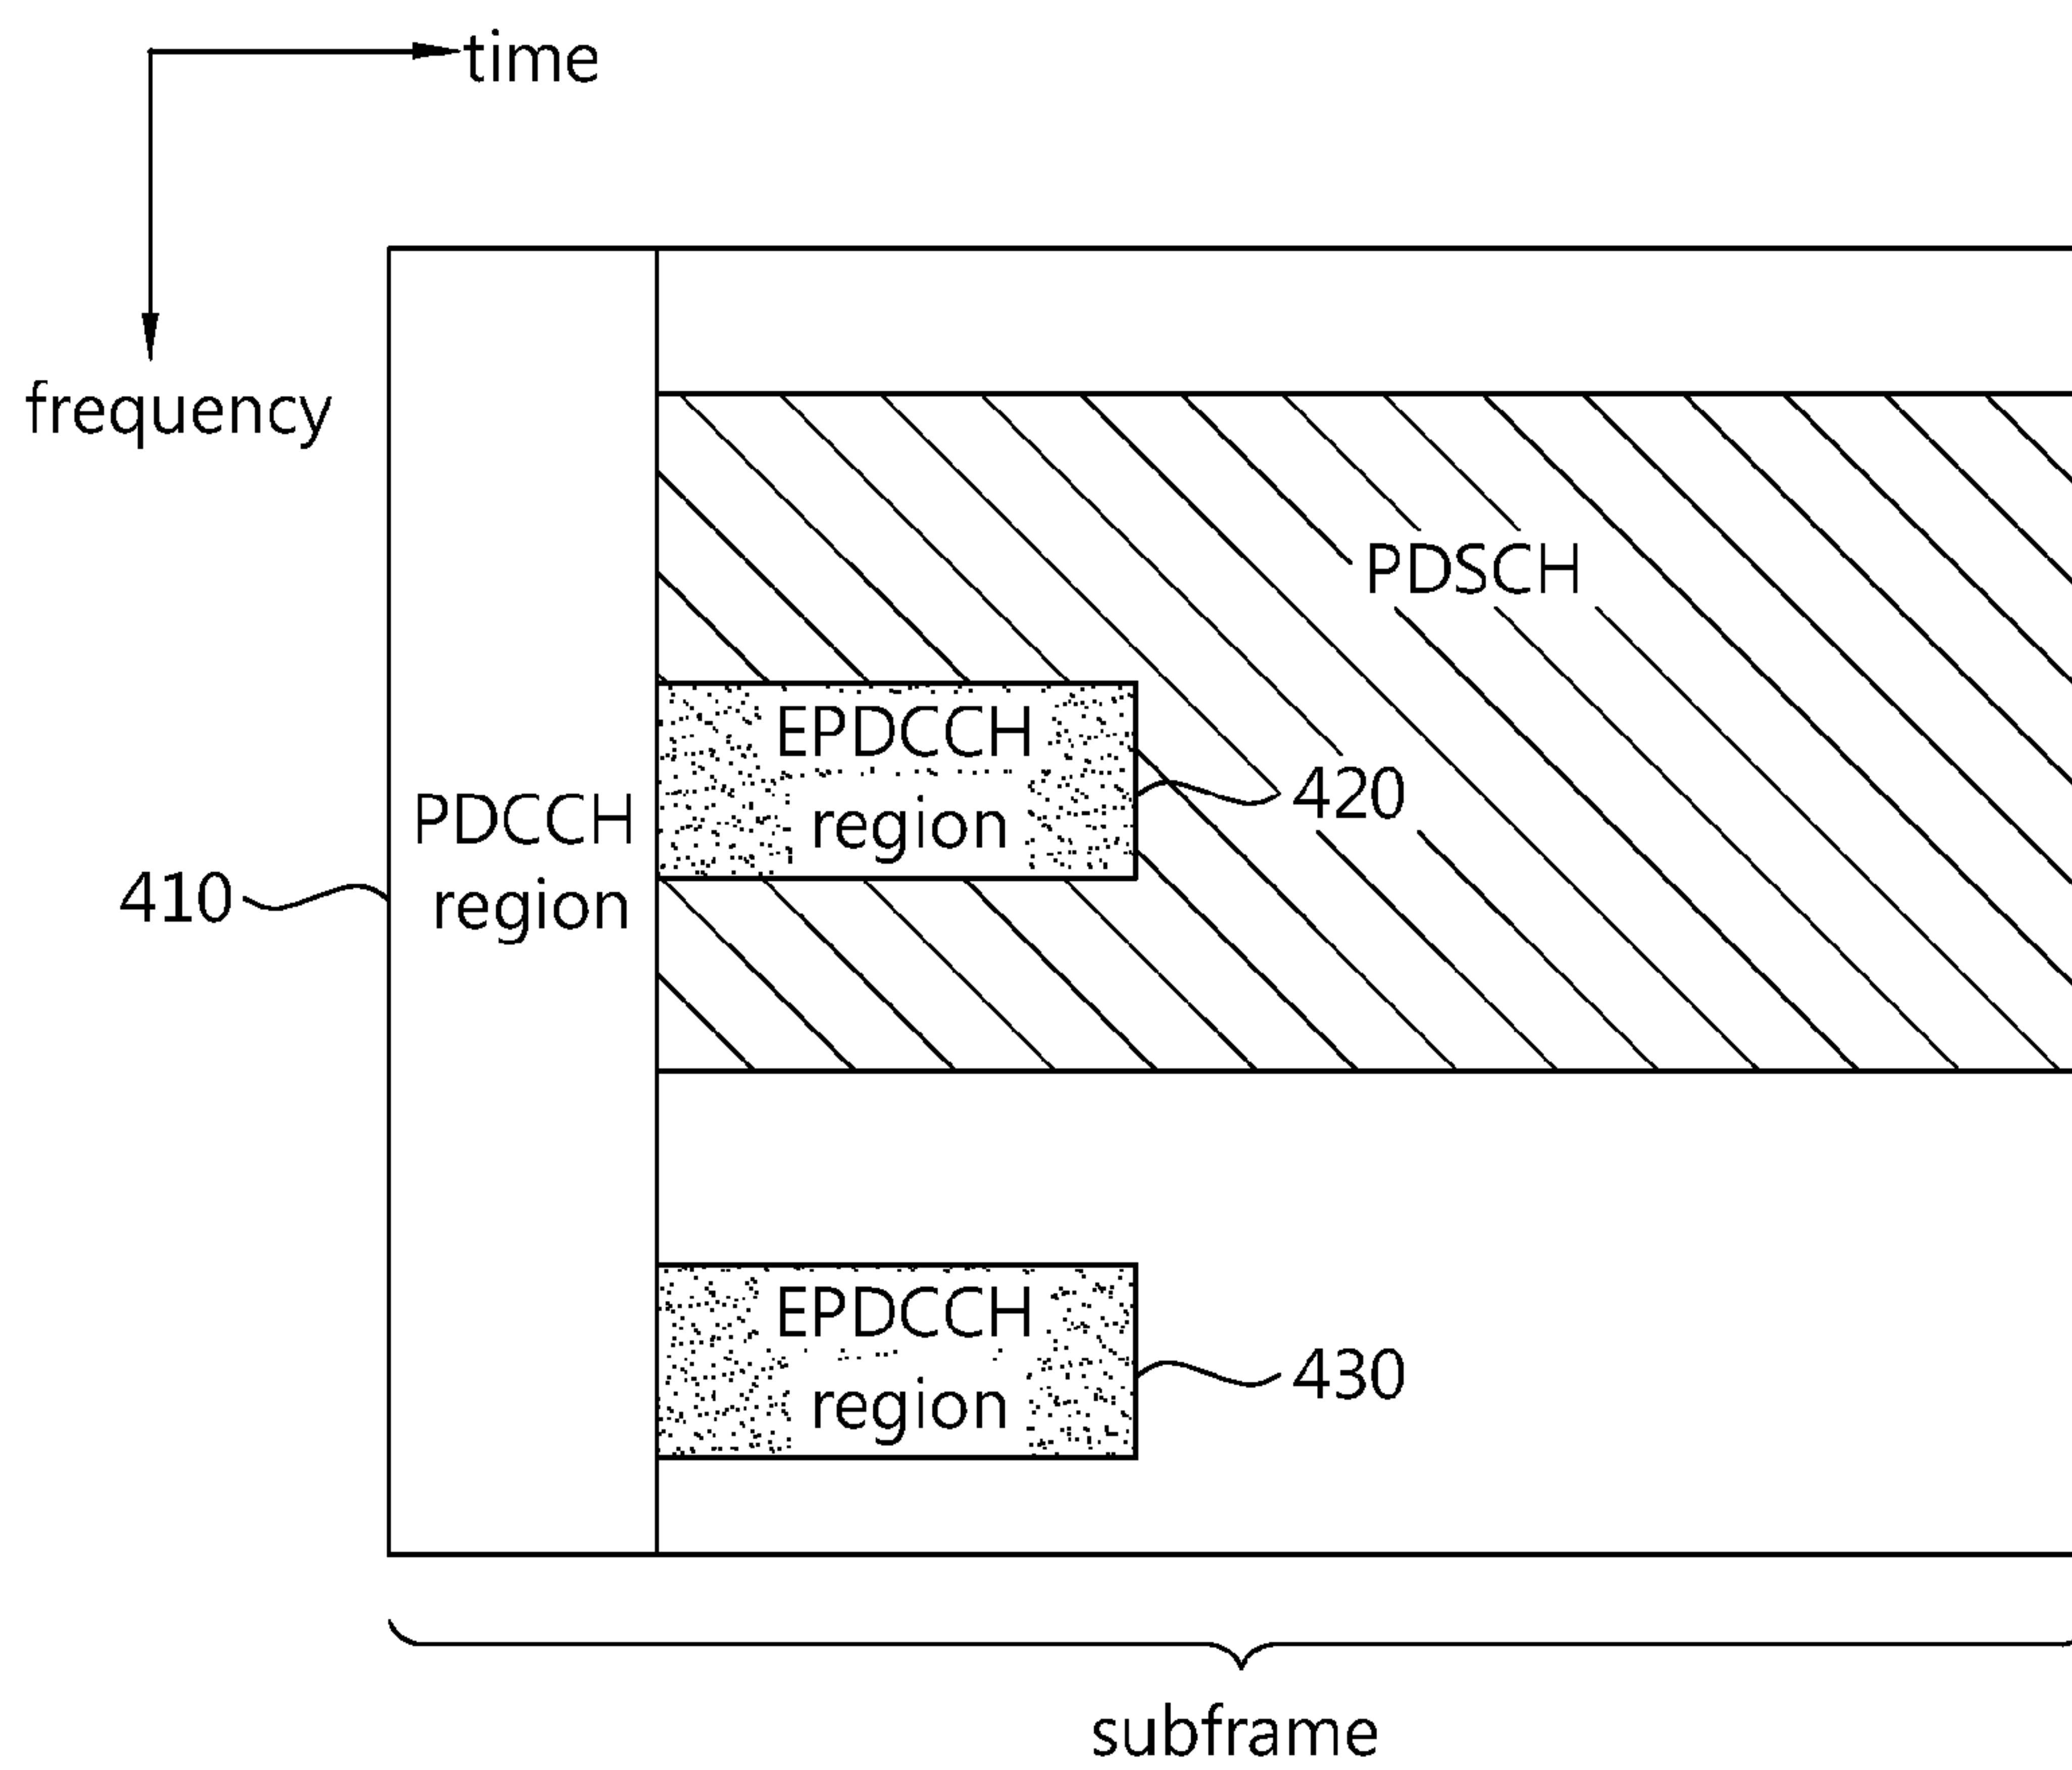 time
frequency
PDSCH
EPDCCH
region
420
PDCCH
region
410
EPDCCH
region
430
subframe